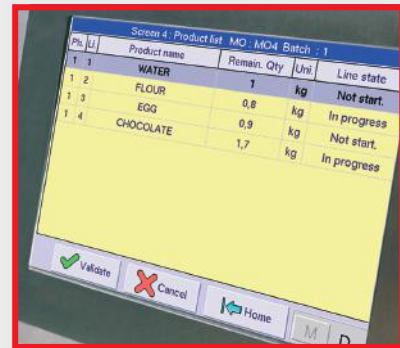 Screen 4 : Product list MO : MO4 Batch : 1
Ph. Li. Product name Remain. Qty Uni. Line state
1 1 WATER 1 kg Not start.
1 2 FLOUR 0,8 kg In progress
1 3 EGG 0,9 kg Not start.
1 4 CHOCOLATE 1,7 kg In progress
Validate Cancel Home M D